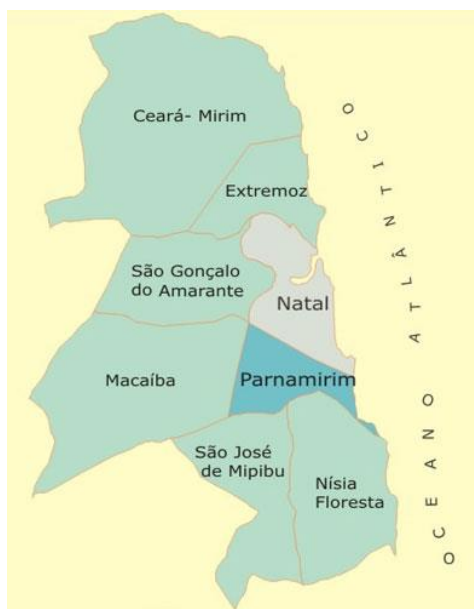 Ceará- Mirim
Extremoz
São Gonçalo
do Amarante
Natal
Macaíba
Parnamirim
São José
de Mipibu
Nísia
Floresta
OCEANO ATLÂNTICO